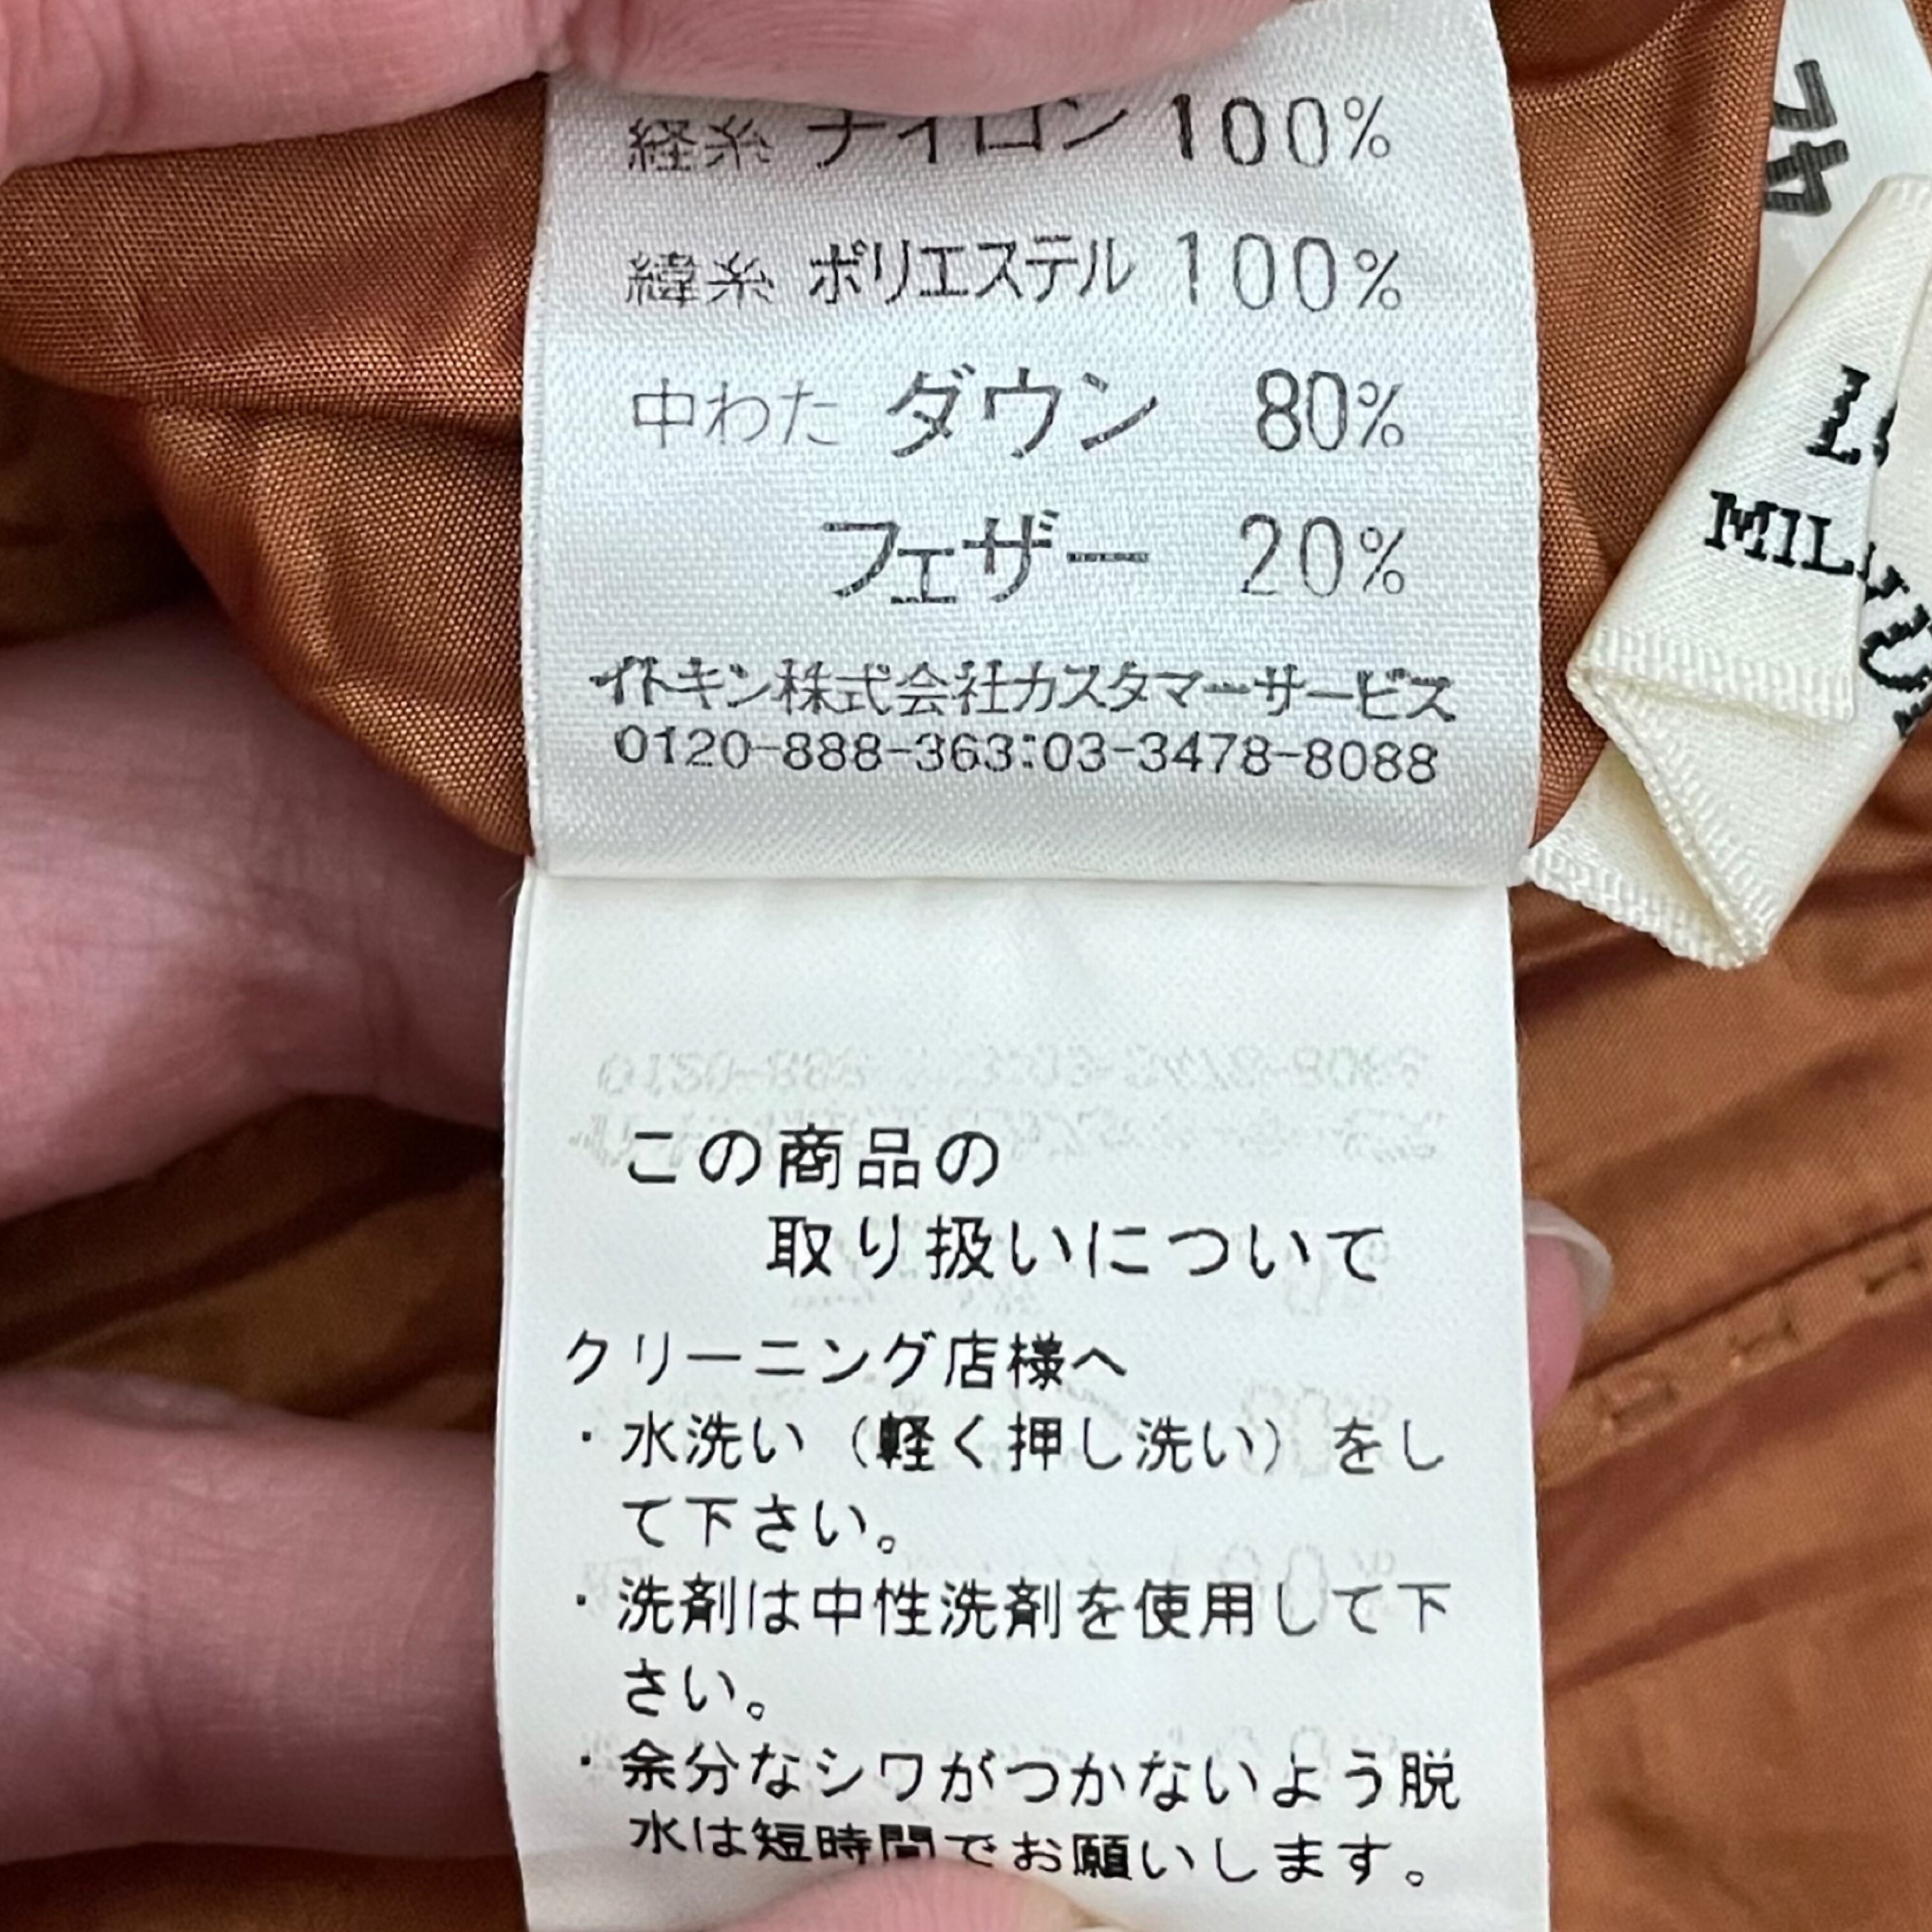 経糸 ナイロン 100%
緯糸 ポリエステル 100%
中わた ダウン 80%
フェザー 20%
イトキン株式会社カスタマーサービス
0120-888-363:03-3478-8088
この商品の
取り扱いについて
クリーニング店様へ
・水洗い（軽く押し洗い）をし
て下さい。
・洗剤は中性洗剤を使用して下
さい。
・余分なシワがつかないよう脱
水は短時間でお願いします。